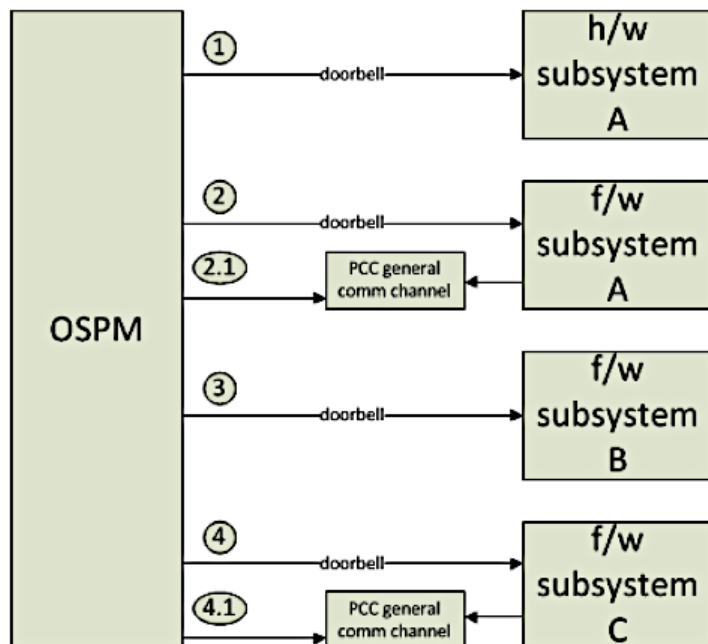 OSPM
1
doorbell
h/w
subsystem
A
2
doorbell
f/w
subsystem
A
2.1
PCC general
comm channel
3
doorbell
f/w
subsystem
B
4
doorbell
f/w
subsystem
C
4.1
PCC general
comm channel